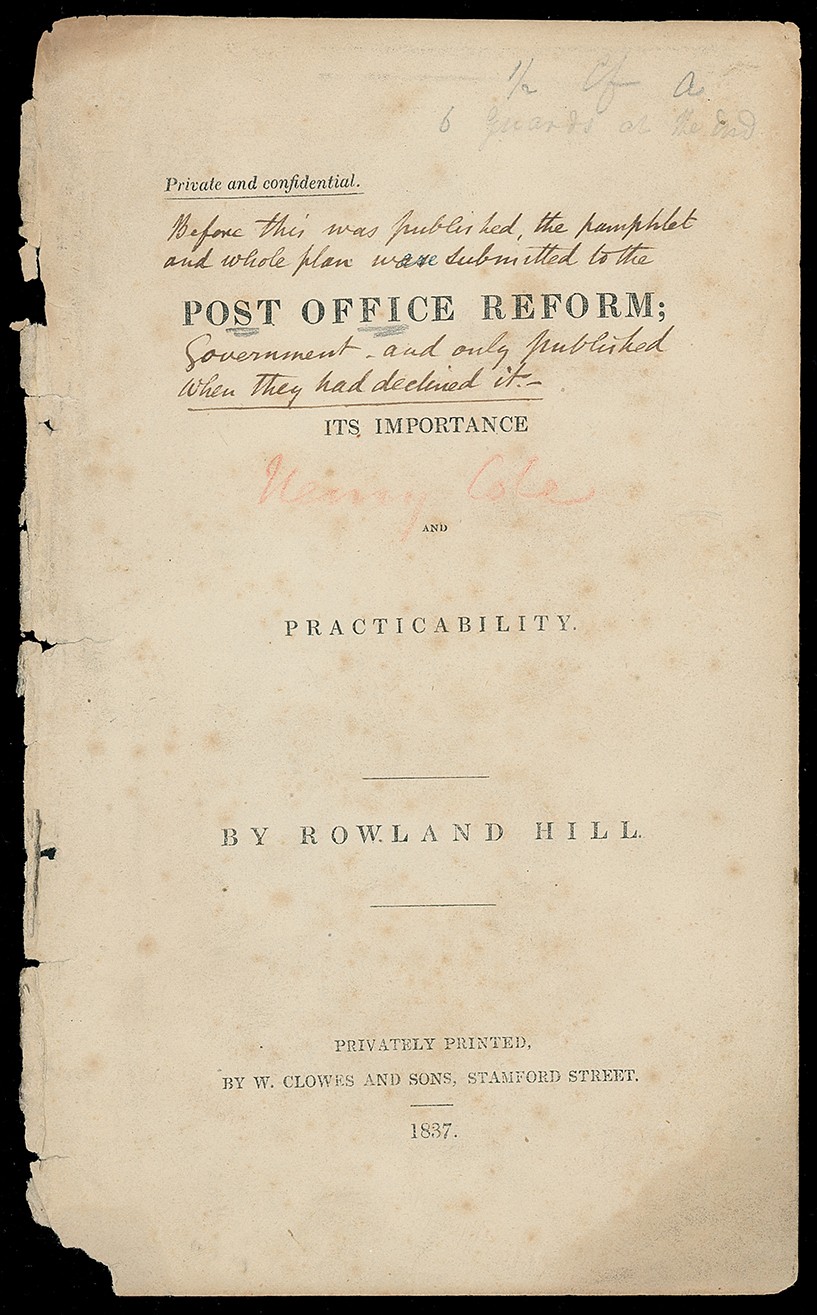 1/2 Cf a
6 guards at the End
Private and confidential.
Before this was published, the pamphlet
and whole plan were submitted to the
POST OFFICE REFORM;
Government - and only published
when they had declined it.-
ITS IMPORTANCE
Henry Cole
AND
PRACTICABILITY.
BY ROWLAND HILL.
PRIVATELY PRINTED,
BY W. CLOWES AND SONS, STAMFORD STREET.
1837.